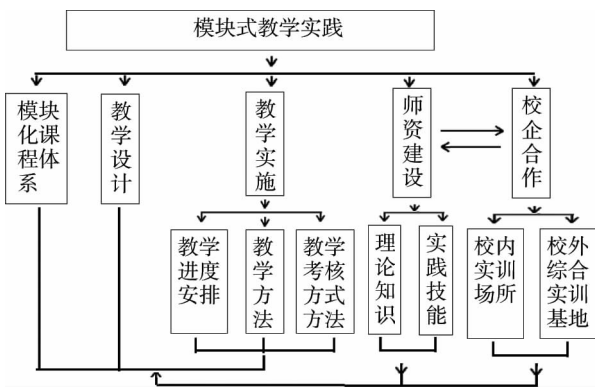 模块式教学实践
模块
化课
程体
系
教
学
设
计
教
学
实
施
师
资
建
设
校
企
合
作
教学
进度
安排
教
学
方
法
教学
考核
方式
方法
理
论
知
识
实
践
技
能
校内
实训
场所
校外
综合
实训
基地